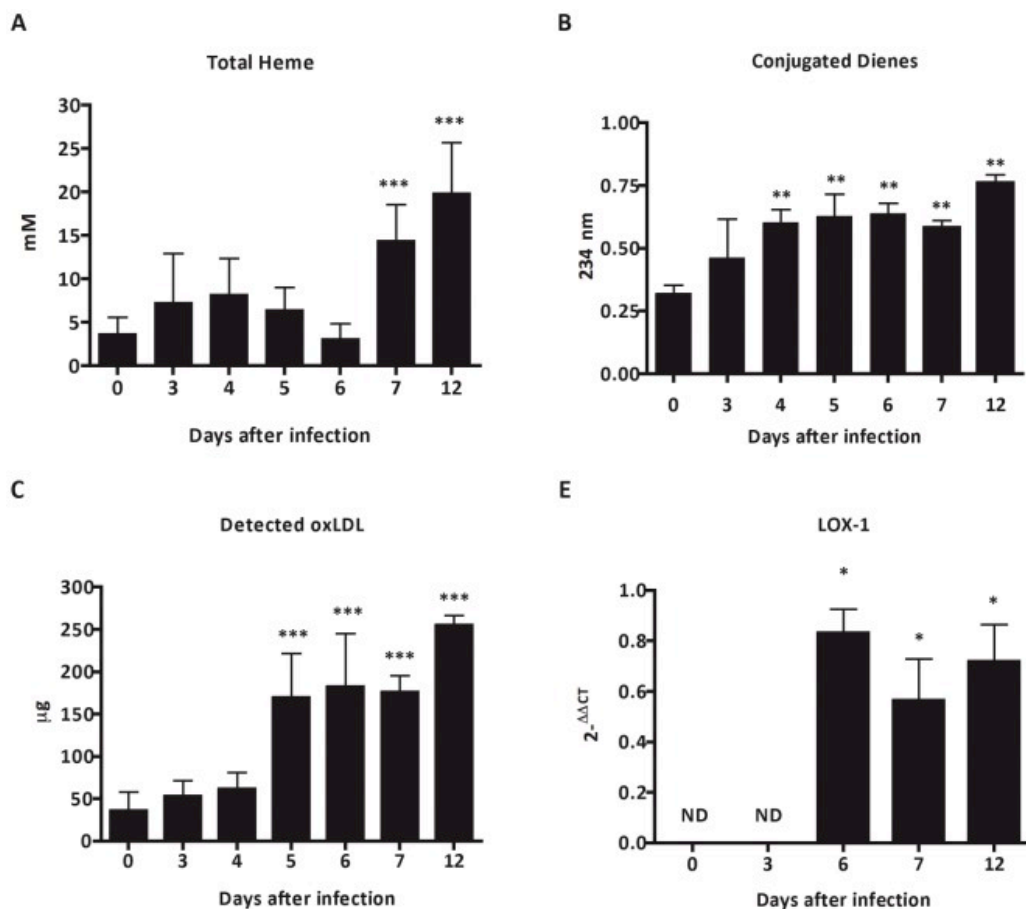 A
Total Heme
30
25
20
15
10
5
0
mM
***
***
0 3 4 5 6 7 12
Days after infection
B
Conjugated Dienes
1.00
0.75
0.50
0.25
0.00
234 nm
**
**
**
**
**
0 3 4 5 6 7 12
Days after infection
C
Detected oxLDL
300
250
200
150
100
50
0
µg
***
***
***
***
0 3 4 5 6 7 12
Days after infection
E
LOX-1
1.0
0.8
0.6
0.4
0.2
0.0
2-ΔΔCT
*
*
*
ND ND
0 3 6 7 12
Days after infection